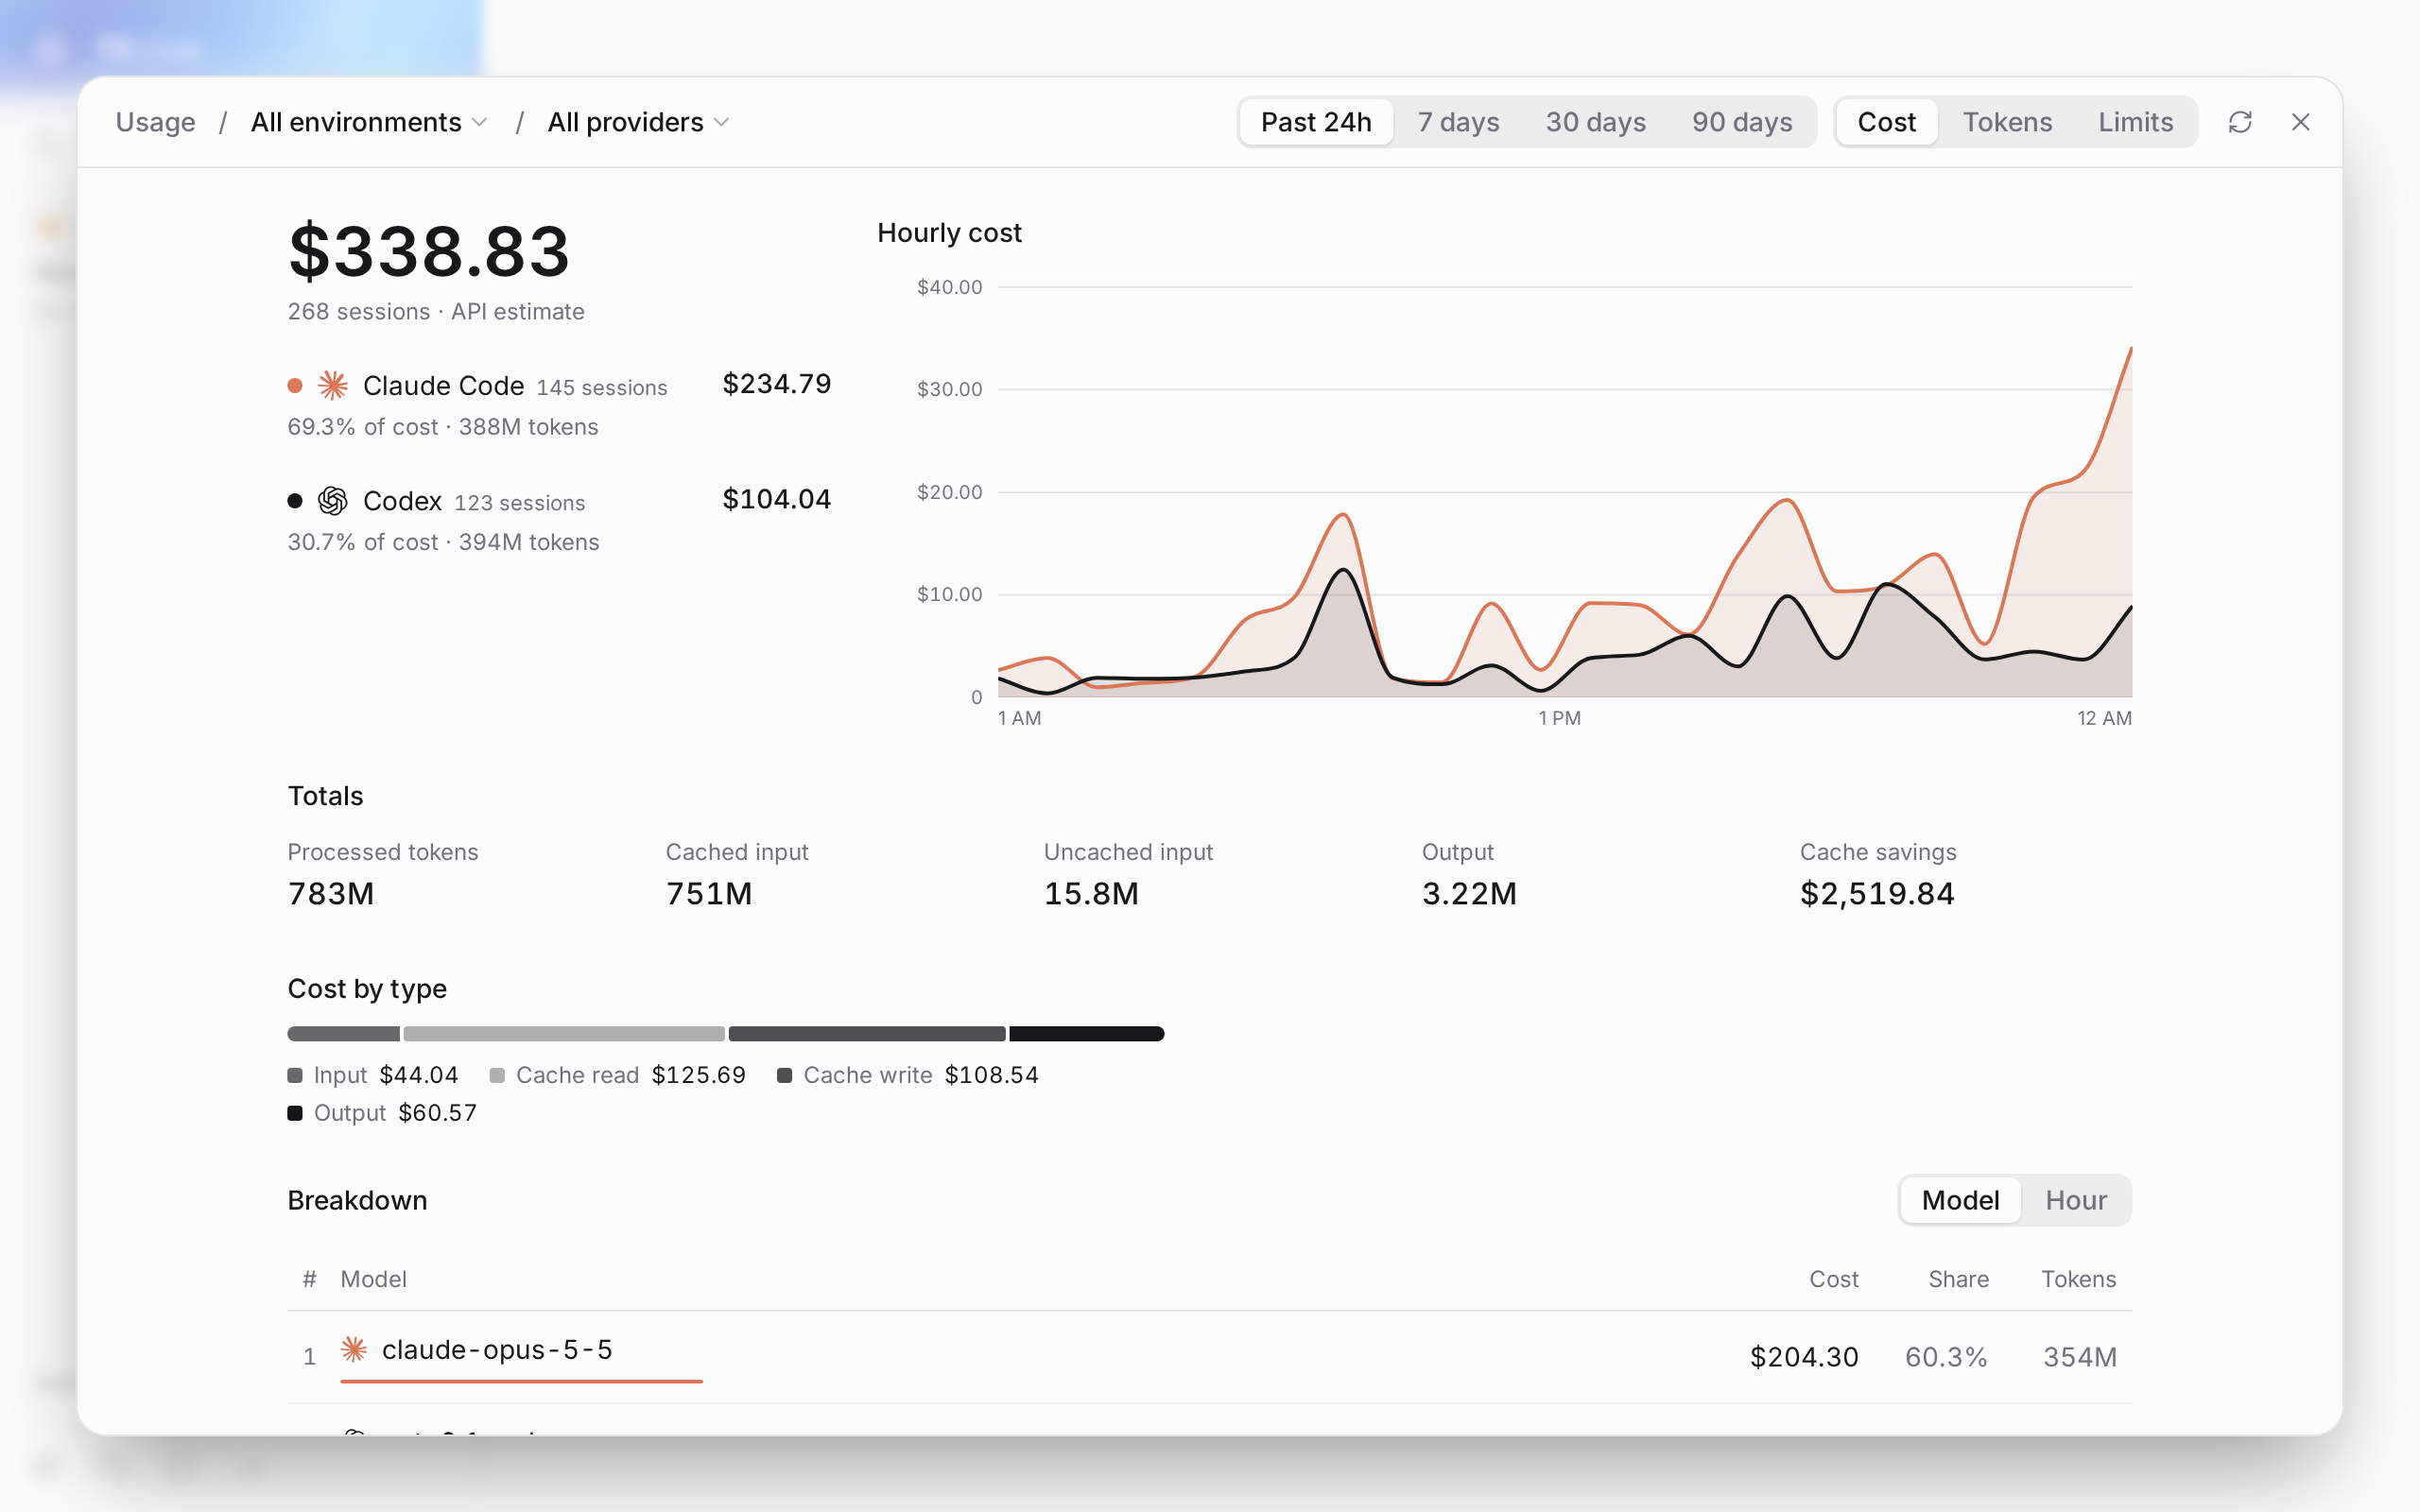 Usage / All environments / All providers
Past 24h 7 days 30 days 90 days Cost Tokens Limits
$338.83
268 sessions · API estimate
Claude Code 145 sessions $234.79
69.3% of cost · 388M tokens
Codex 123 sessions $104.04
30.7% of cost · 394M tokens
Hourly cost
$40.00
$30.00
$20.00
$10.00
0
1 AM 1 PM 12 AM
Totals
Processed tokens Cached input Uncached input Output Cache savings
783M 751M 15.8M 3.22M $2,519.84
Cost by type
Input $44.04 Cache read $125.69 Cache write $108.54
Output $60.57
Breakdown
Model Hour
# Model Cost Share Tokens
1 claude-opus-5-5 $204.30 60.3% 354M